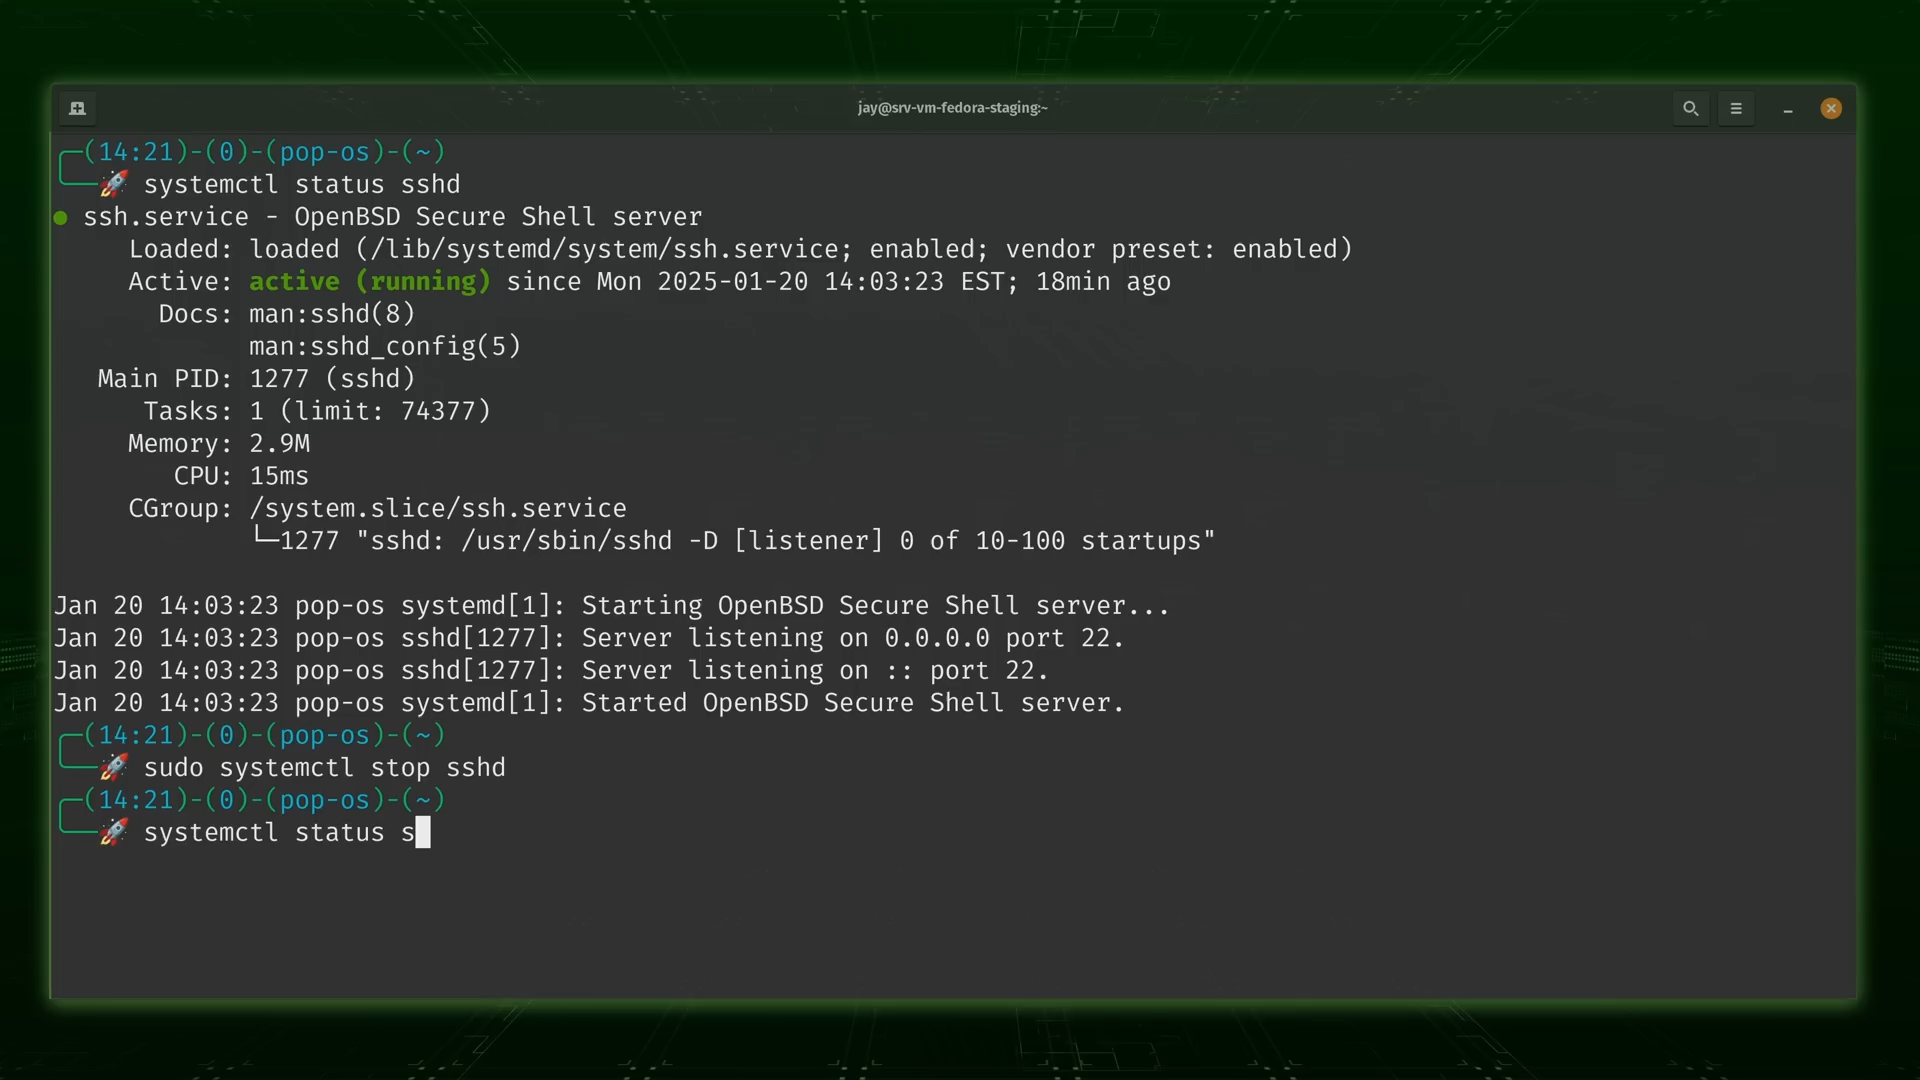 jay@srv-vm-fedora-staging:~
(14:21)-(0)-(pop-os)-(~)
🚀 systemctl status sshd
● ssh.service - OpenBSD Secure Shell server
Loaded: loaded (/lib/systemd/system/ssh.service; enabled; vendor preset: enabled)
Active: active (running) since Mon 2025-01-20 14:03:23 EST; 18min ago
Docs: man:sshd(8)
man:sshd_config(5)
Main PID: 1277 (sshd)
Tasks: 1 (limit: 74377)
Memory: 2.9M
CPU: 15ms
CGroup: /system.slice/ssh.service
└─1277 "sshd: /usr/sbin/sshd -D [listener] 0 of 10-100 startups"
Jan 20 14:03:23 pop-os systemd[1]: Starting OpenBSD Secure Shell server...
Jan 20 14:03:23 pop-os sshd[1277]: Server listening on 0.0.0.0 port 22.
Jan 20 14:03:23 pop-os sshd[1277]: Server listening on :: port 22.
Jan 20 14:03:23 pop-os systemd[1]: Started OpenBSD Secure Shell server.
(14:21)-(0)-(pop-os)-(~)
🚀 sudo systemctl stop sshd
(14:21)-(0)-(pop-os)-(~)
🚀 systemctl status s